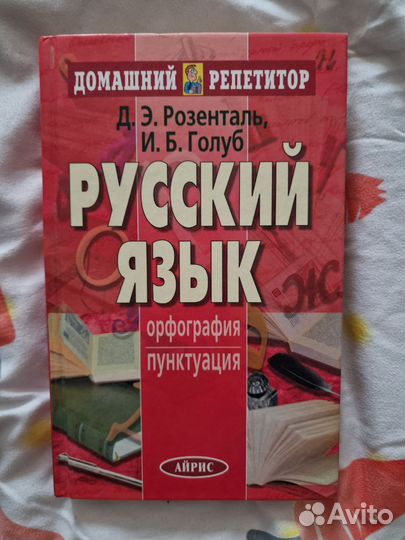 ДОМАШНИЙ РЕПЕТИТОР
Д. Э. Розенталь,
И. Б. Голуб
РУССКИЙ
ЯЗЫК
орфография
пунктуация
АЙРИС
Avito